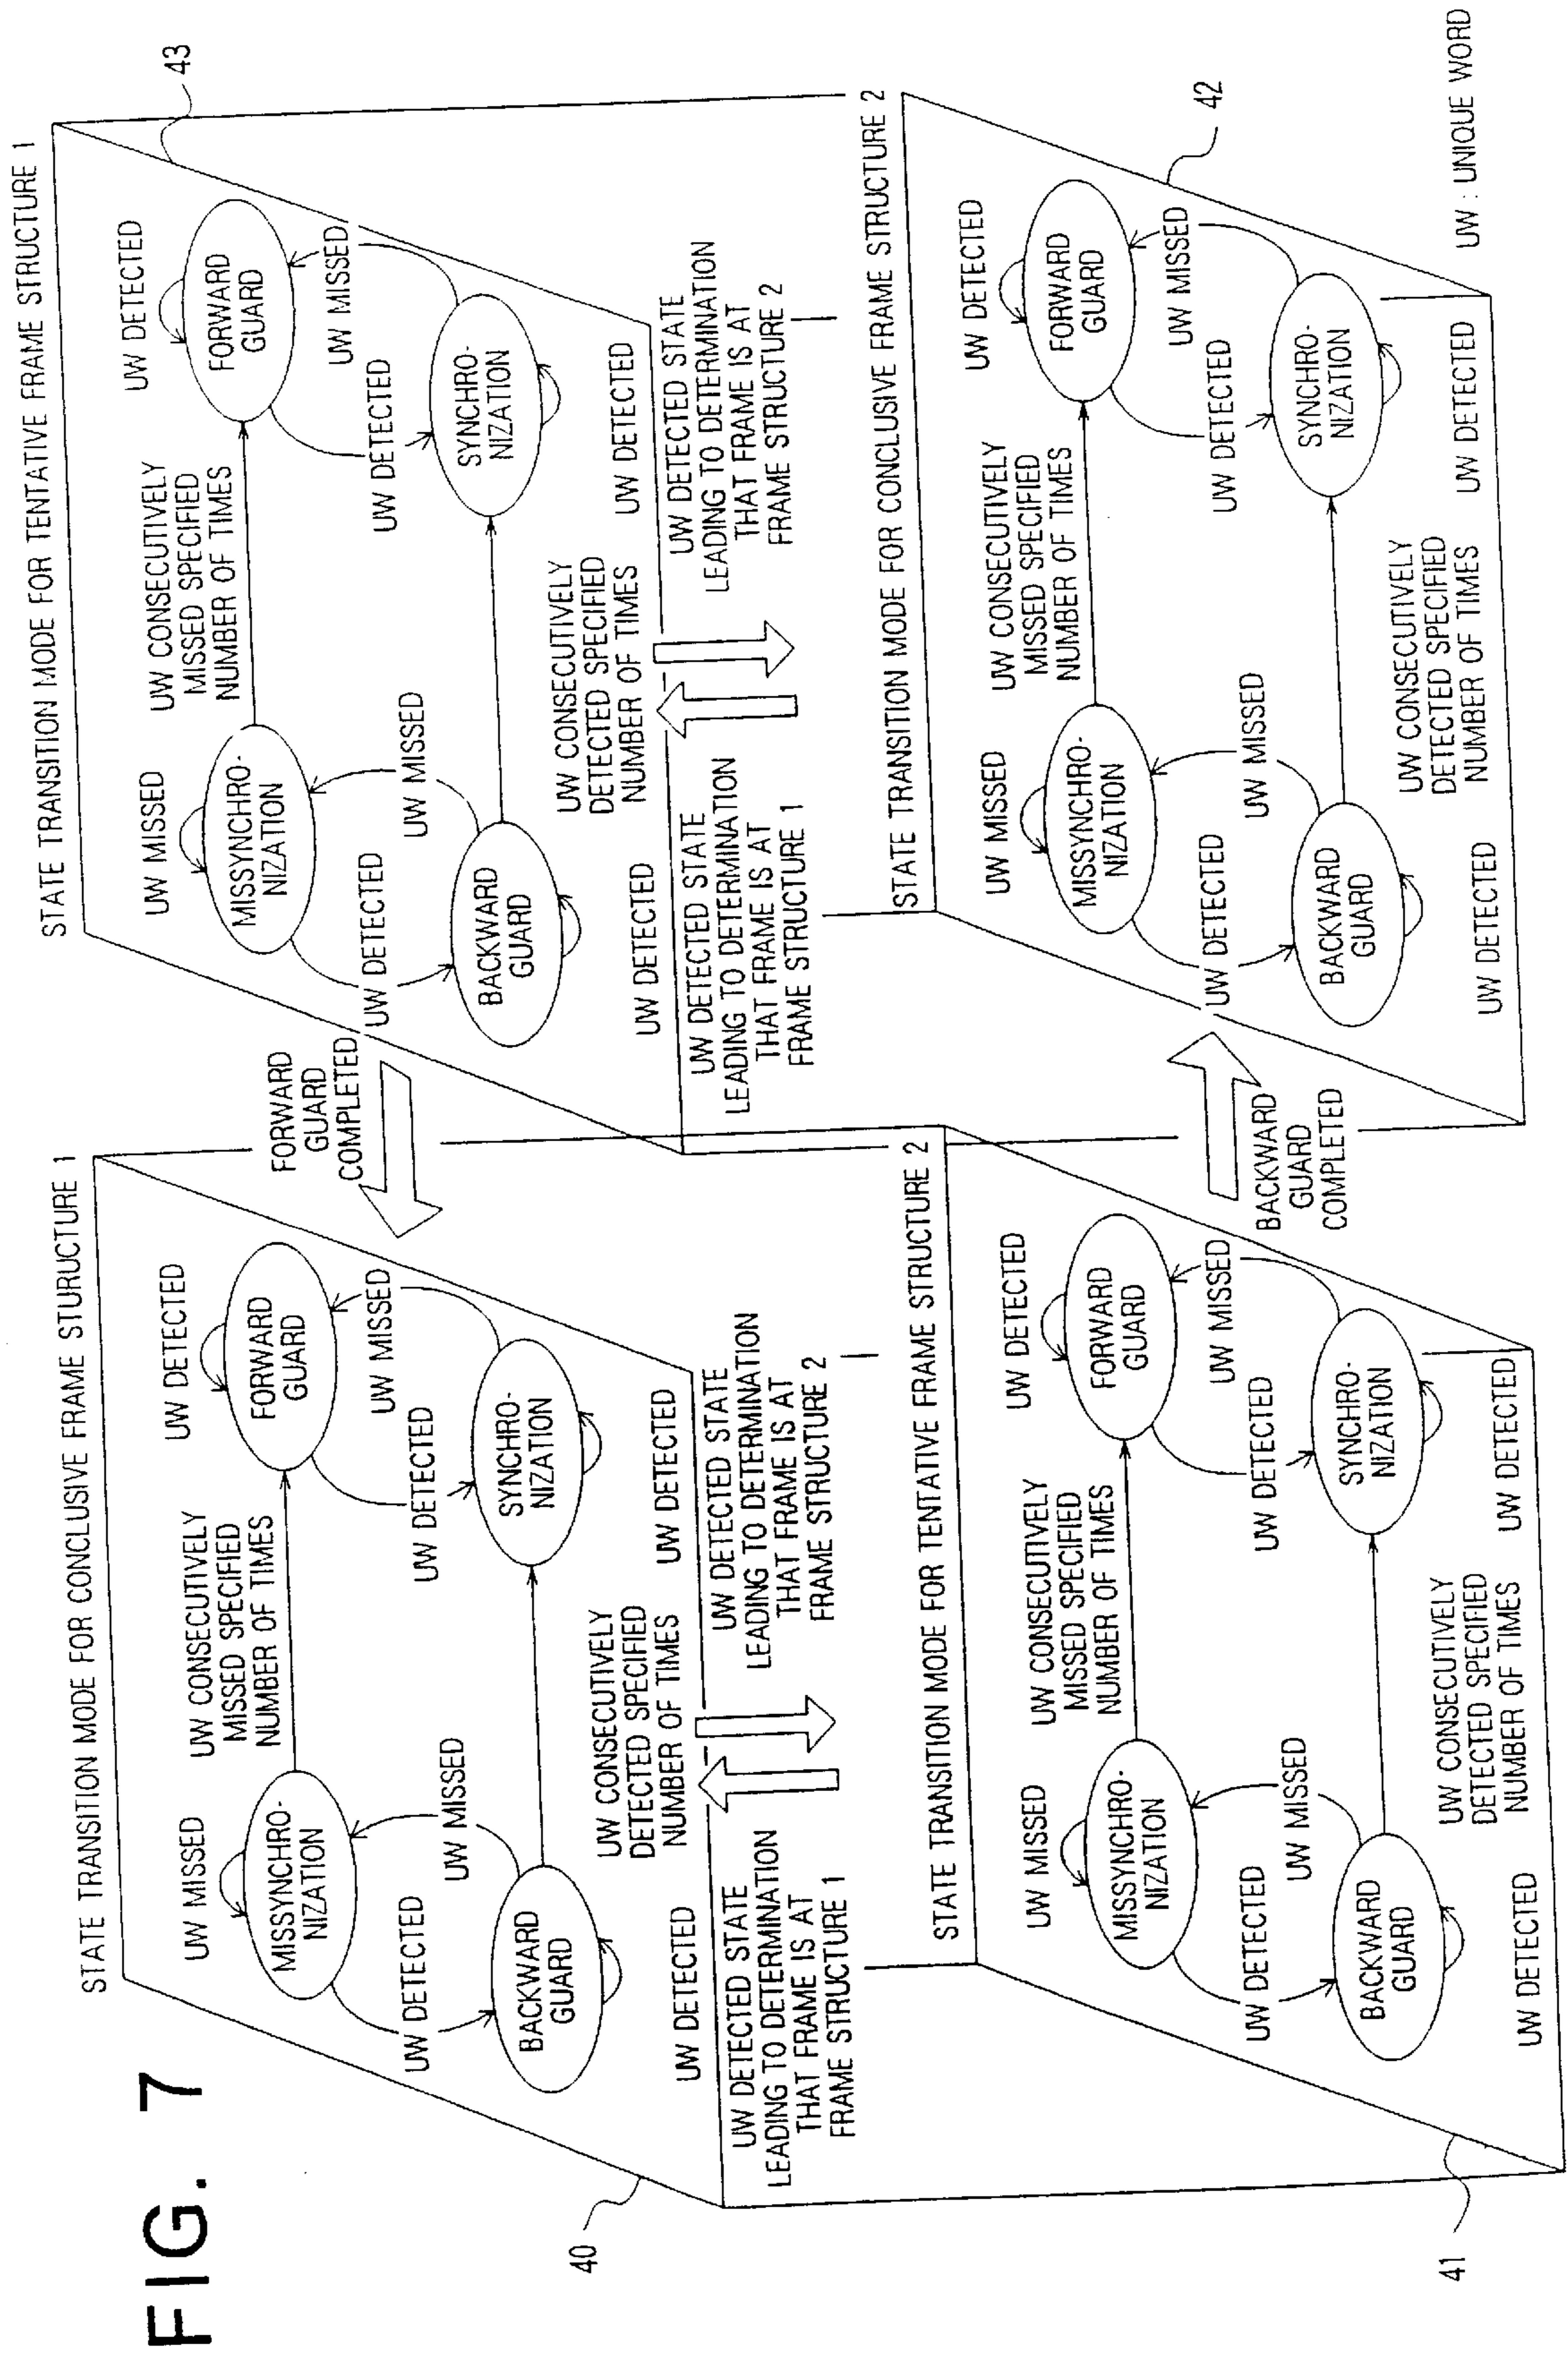 FIG. 7
STATE TRANSITION MODE FOR CONCLUSIVE FRAME STURUCTURE 1
UW MISSED
UW DETECTED
MISSYNCHRO-
NIZATION
UW CONSECUTIVELY
MISSED SPECIFIED
NUMBER OF TIMES
FORWARD
GUARD
UW DETECTED
UW MISSED
UW DETECTED
UW MISSED
BACKWARD
GUARD
SYNCHRO-
NIZATION
UW DETECTED
UW CONSECUTIVELY
DETECTED SPECIFIED
NUMBER OF TIMES
UW DETECTED
40
UW DETECTED STATE
LEADING TO DETERMINATION
THAT FRAME IS AT
FRAME STRUCTURE 1
UW DETECTED STATE
LEADING TO DETERMINATION
THAT FRAME IS AT
FRAME STRUCTURE 2
FORWARD
GUARD
COMPLETED
STATE TRANSITION MODE FOR TENTATIVE FRAME STRUCTURE 1
43
UW MISSED
UW DETECTED
MISSYNCHRO-
NIZATION
UW CONSECUTIVELY
MISSED SPECIFIED
NUMBER OF TIMES
FORWARD
GUARD
UW DETECTED
UW MISSED
UW DETECTED
UW MISSED
BACKWARD
GUARD
SYNCHRO-
NIZATION
UW DETECTED
UW CONSECUTIVELY
DETECTED SPECIFIED
NUMBER OF TIMES
UW DETECTED
UW DETECTED STATE
LEADING TO DETERMINATION
THAT FRAME IS AT
FRAME STRUCTURE 1
UW DETECTED STATE
LEADING TO DETERMINATION
THAT FRAME IS AT
FRAME STRUCTURE 2
STATE TRANSITION MODE FOR TENTATIVE FRAME STRUCTURE 2
UW MISSED
UW DETECTED
MISSYNCHRO-
NIZATION
UW CONSECUTIVELY
MISSED SPECIFIED
NUMBER OF TIMES
FORWARD
GUARD
UW DETECTED
UW MISSED
UW DETECTED
UW MISSED
BACKWARD
GUARD
SYNCHRO-
NIZATION
UW DETECTED
UW CONSECUTIVELY
DETECTED SPECIFIED
NUMBER OF TIMES
UW DETECTED
41
BACKWARD
GUARD
COMPLETED
STATE TRANSITION MODE FOR CONCLUSIVE FRAME STRUCTURE 2
42
UW MISSED
UW DETECTED
MISSYNCHRO-
NIZATION
UW CONSECUTIVELY
MISSED SPECIFIED
NUMBER OF TIMES
FORWARD
GUARD
UW DETECTED
UW MISSED
UW DETECTED
UW MISSED
BACKWARD
GUARD
SYNCHRO-
NIZATION
UW DETECTED
UW CONSECUTIVELY
DETECTED SPECIFIED
NUMBER OF TIMES
UW DETECTED
UW : UNIQUE WORD